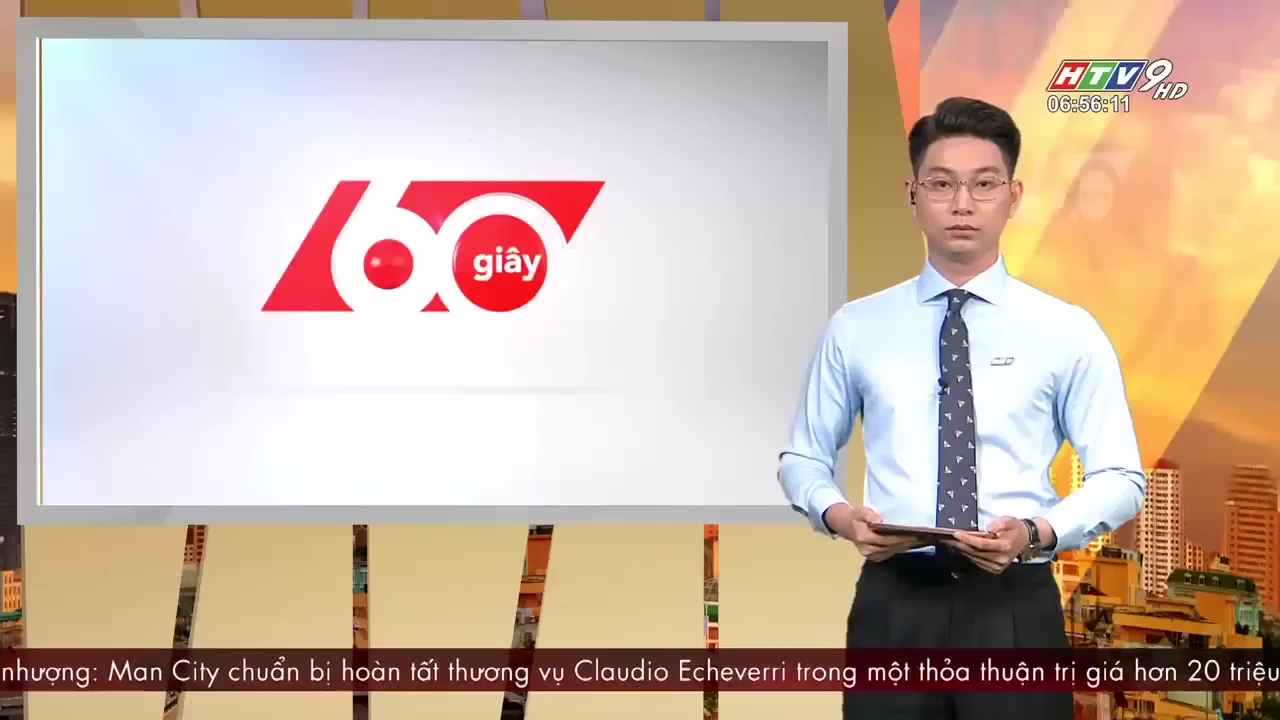 HTV9 HD
06:56:11
60 giây
nhượng: Man City chuẩn bị hoàn tất thương vụ Claudio Echeverri trong một thỏa thuận trị giá hơn 20 triệu